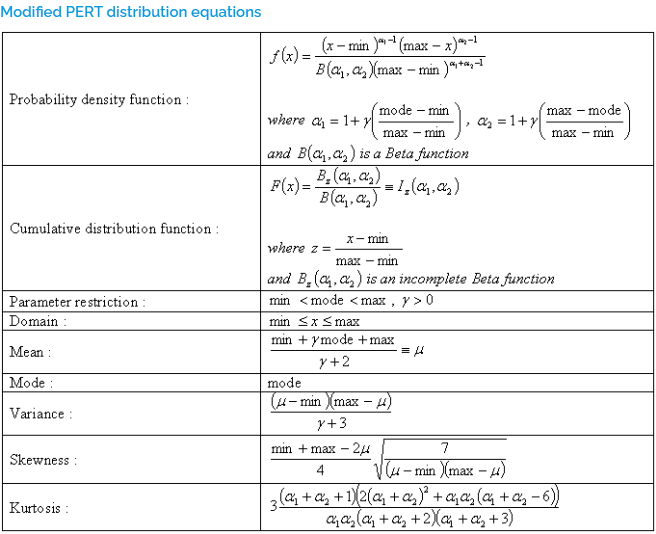 Modified PERT distribution equations
Probability density function :
f(x) = (x − min)^(α₁−1) (max − x)^(α₂−1) / B(α₁, α₂)(max − min)^(α₁+α₂−1)
where α₁ = 1 + γ((mode − min)/(max − min)) , α₂ = 1 + γ((max − mode)/(max − min))
and B(α₁, α₂) is a Beta function
Cumulative distribution function :
F(x) = B_z(α₁, α₂) / B(α₁, α₂) ≡ I_z(α₁, α₂)
where z = (x − min)/(max − min)
and B_z(α₁, α₂) is an incomplete Beta function
Parameter restriction : min < mode < max , γ > 0
Domain : min ≤ x ≤ max
Mean : (min + γ mode + max)/(γ + 2) ≡ μ
Mode : mode
Variance : (μ − min)(max − μ)/(γ + 3)
Skewness : (min + max − 2μ)/4 √(7/((μ − min)(max − μ)))
Kurtosis : 3 (α₁ + α₂ + 1)(2(α₁ + α₂)² + α₁α₂(α₁ + α₂ − 6)) / α₁α₂(α₁ + α₂ + 2)(α₁ + α₂ + 3)